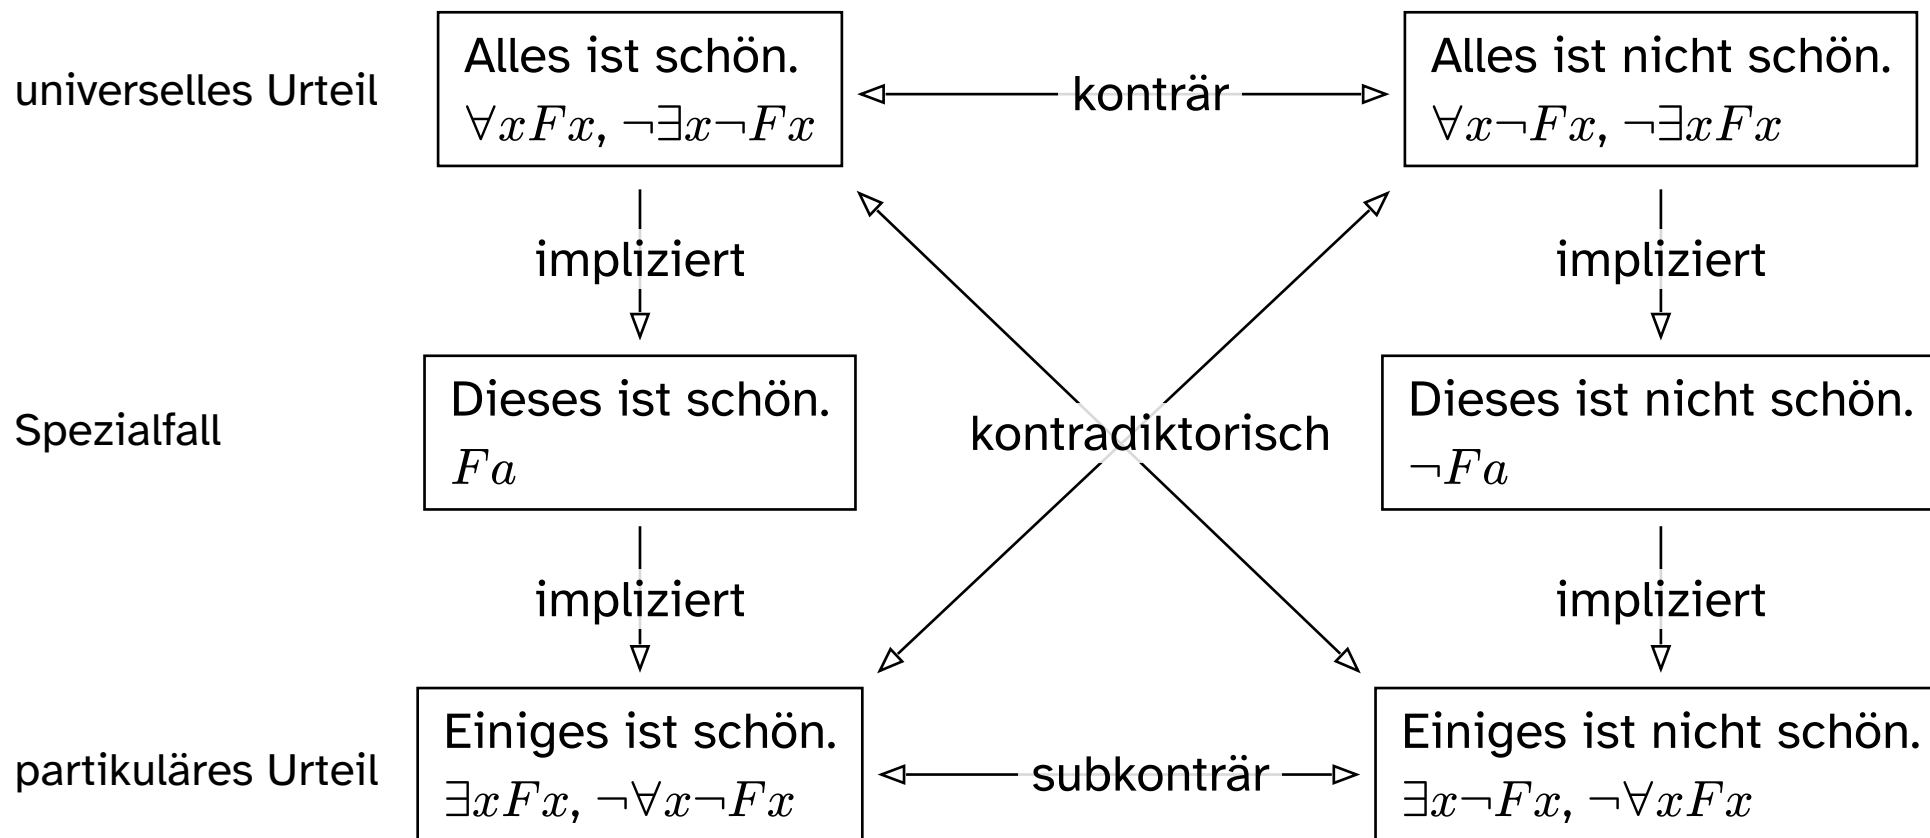 universelles Urteil
Alles ist schön.
∀xFx, ¬∃x¬Fx
konträr
Alles ist nicht schön.
∀x¬Fx, ¬∃xFx
impliziert
impliziert
Spezialfall
Dieses ist schön.
Fa
kontradiktorisch
Dieses ist nicht schön.
¬Fa
impliziert
impliziert
partikuläres Urteil
Einiges ist schön.
∃xFx, ¬∀x¬Fx
subkonträr
Einiges ist nicht schön.
∃x¬Fx, ¬∀xFx